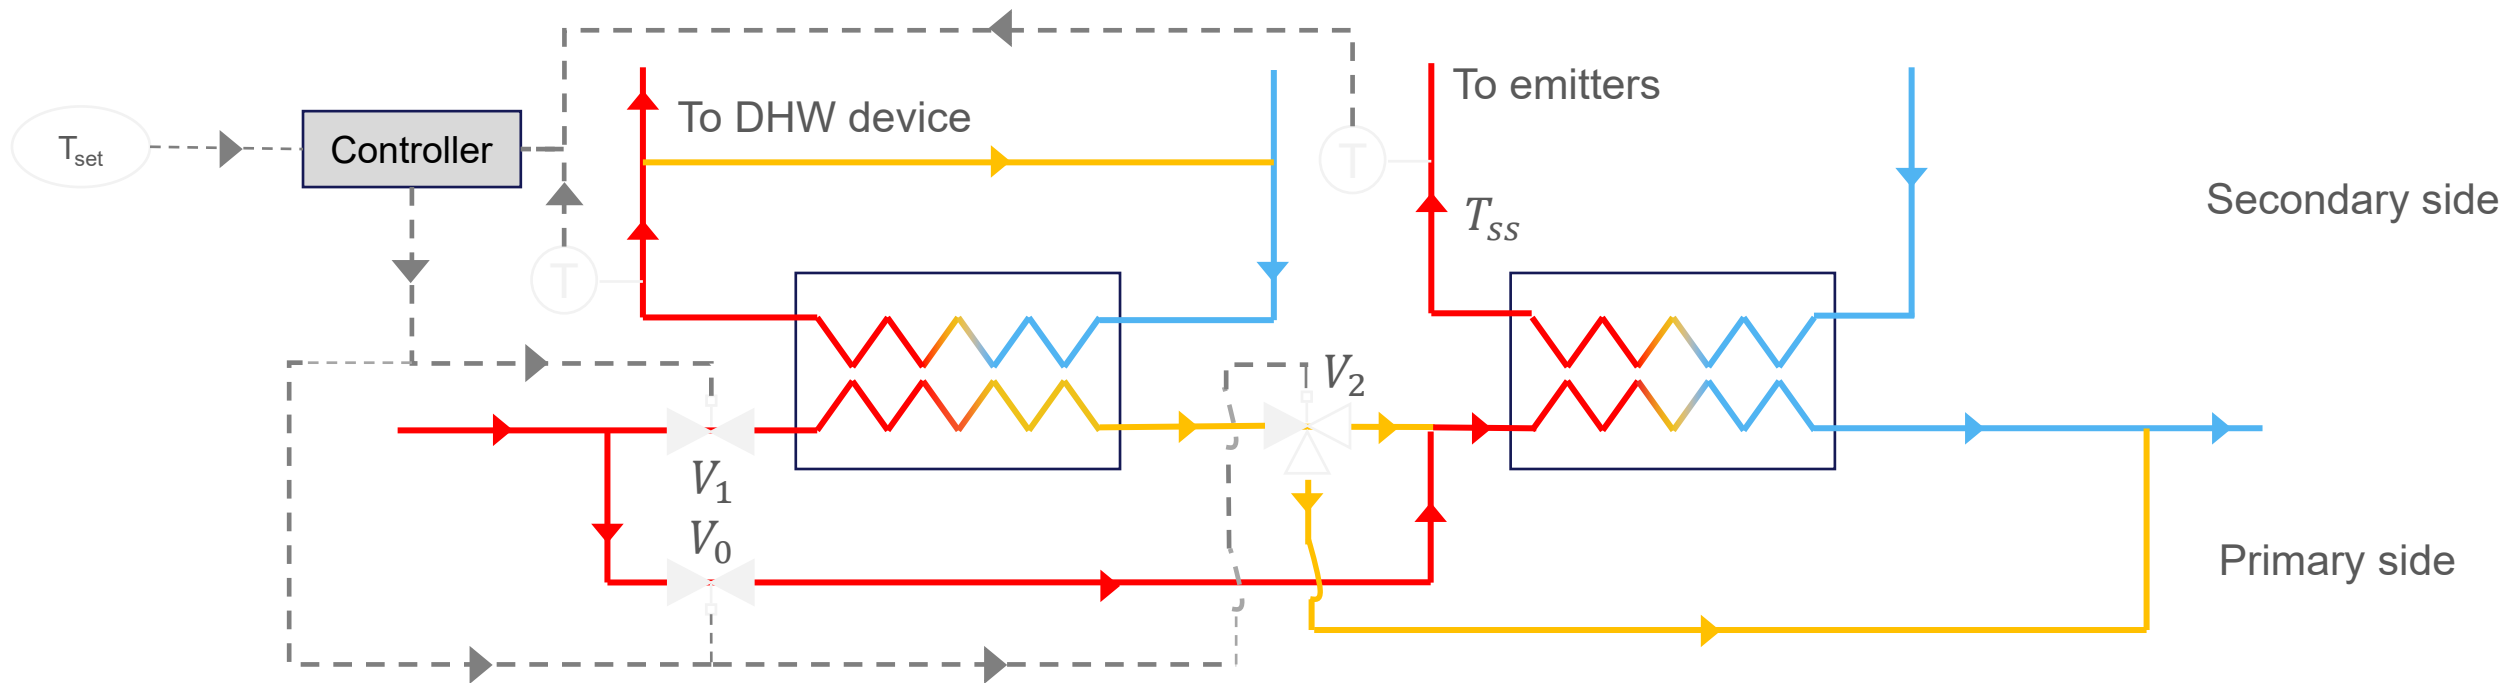 To emitters
To DHW device
Tset
Controller
T
Tss
Secondary side
T
V2
V1
V0
Primary side